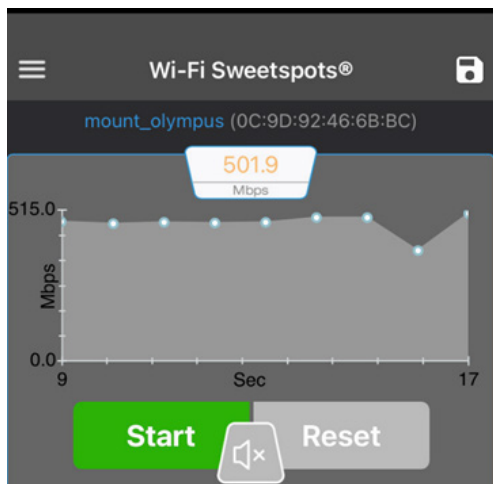 Wi-Fi Sweetspots®
mount_olympus (0C:9D:92:46:6B:BC)
501.9
Mbps
515.0
Mbps
0.0
9 Sec 17
Start Reset